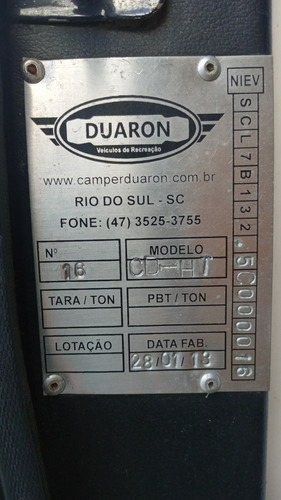 DUARON
Veículos de Recreação
www.camperduaron.com.br
RIO DO SUL - SC
FONE: (47) 3525-3755
Nº
16
MODELO
CD-HT
TARA / TON
PBT / TON
LOTAÇÃO
DATA FAB.
28/01/13
NIEV
SCL7B132.5C000016